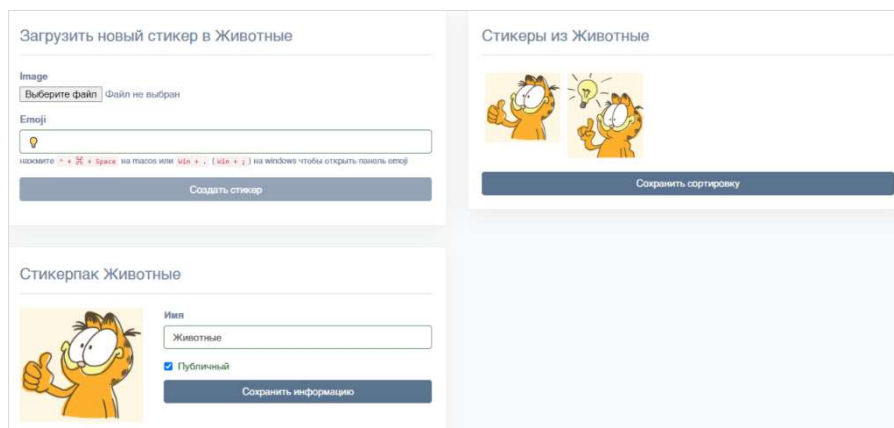 Загрузить новый стикер в Животные
Image
Выберите файл Файл не выбран
Emoji
нажмите ^ + ⌘ + Space на macos или Win + . ( Win + ; ) на windows чтобы открыть панель emoji
Создать стикер
Стикеры из Животные
Сохранить сортировку
Стикерпак Животные
Имя
Животные
Публичный
Сохранить информацию